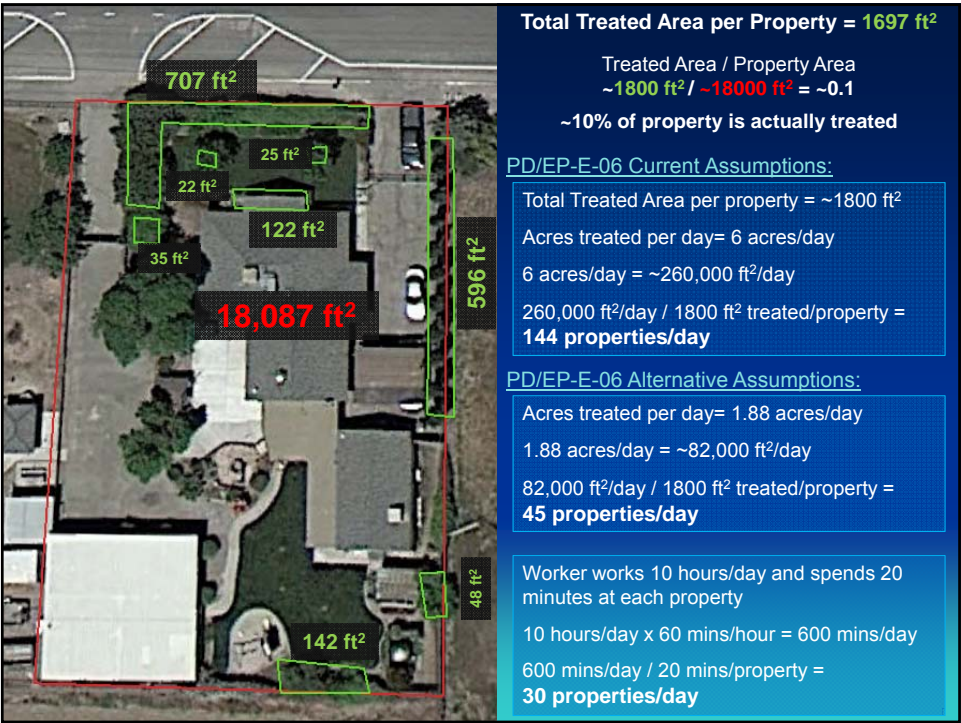 707 ft²
25 ft²
22 ft²
122 ft²
35 ft²
596 ft²
18,087 ft²
48 ft²
142 ft²
Total Treated Area per Property = 1697 ft²
Treated Area / Property Area
~1800 ft² / ~18000 ft² = ~0.1
~10% of property is actually treated
PD/EP-E-06 Current Assumptions:
Total Treated Area per property = ~1800 ft²
Acres treated per day= 6 acres/day
6 acres/day = ~260,000 ft²/day
260,000 ft²/day / 1800 ft² treated/property =
144 properties/day
PD/EP-E-06 Alternative Assumptions:
Acres treated per day= 1.88 acres/day
1.88 acres/day = ~82,000 ft²/day
82,000 ft²/day / 1800 ft² treated/property =
45 properties/day
Worker works 10 hours/day and spends 20
minutes at each property
10 hours/day x 60 mins/hour = 600 mins/day
600 mins/day / 20 mins/property =
30 properties/day